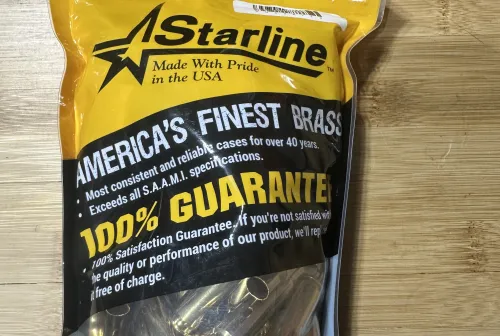 Starline™
Made With Pride
in the USA
AMERICA'S FINEST BRASS
• Most consistent and reliable cases for over 40 years.
• Exceeds all S.A.A.M.I. specifications.
100% GUARANTEE
• 100% Satisfaction Guarantee. If you're not satisfied with
the quality or performance of our product, we'll
free of charge.